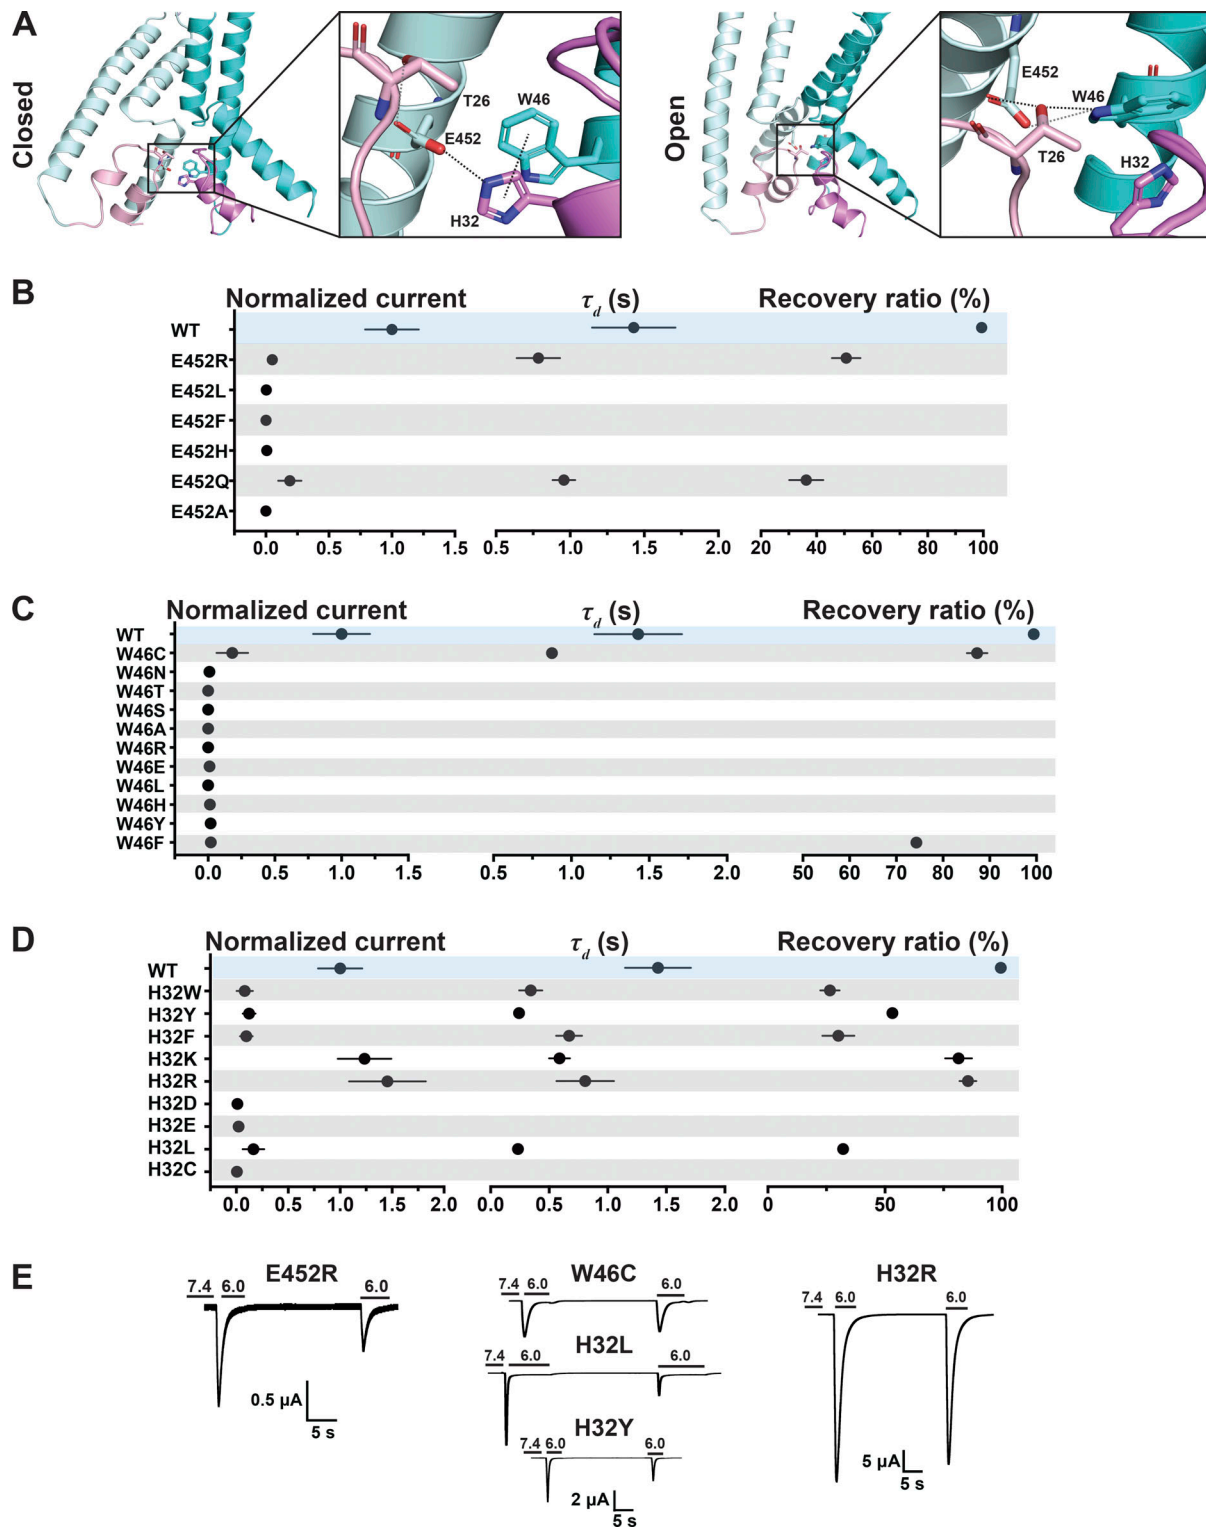 A
Closed
T26
W46
E452
H32
Open
E452
W46
T26
H32
B
Normalized current τd (s) Recovery ratio (%)
WT
E452R
E452L
E452F
E452H
E452Q
E452A
0.0 0.5 1.0 1.5 0.5 1.0 1.5 2.0 20 40 60 80 100
C
Normalized current τd (s) Recovery ratio (%)
WT
W46C
W46N
W46T
W46S
W46A
W46R
W46E
W46L
W46H
W46Y
W46F
0.0 0.5 1.0 1.5 0.5 1.0 1.5 2.0 50 60 70 80 90 100
D
Normalized current τd (s) Recovery ratio (%)
WT
H32W
H32Y
H32F
H32K
H32R
H32D
H32E
H32L
H32C
0.0 0.5 1.0 1.5 2.0 0.0 0.5 1.0 1.5 2.0 0 50 100
E
E452R
7.4 6.0 6.0
0.5 µA
5 s
W46C
7.4 6.0 6.0
H32L
7.4 6.0 6.0
H32Y
7.4 6.0 6.0
2 µA
5 s
H32R
7.4 6.0 6.0
5 µA
5 s